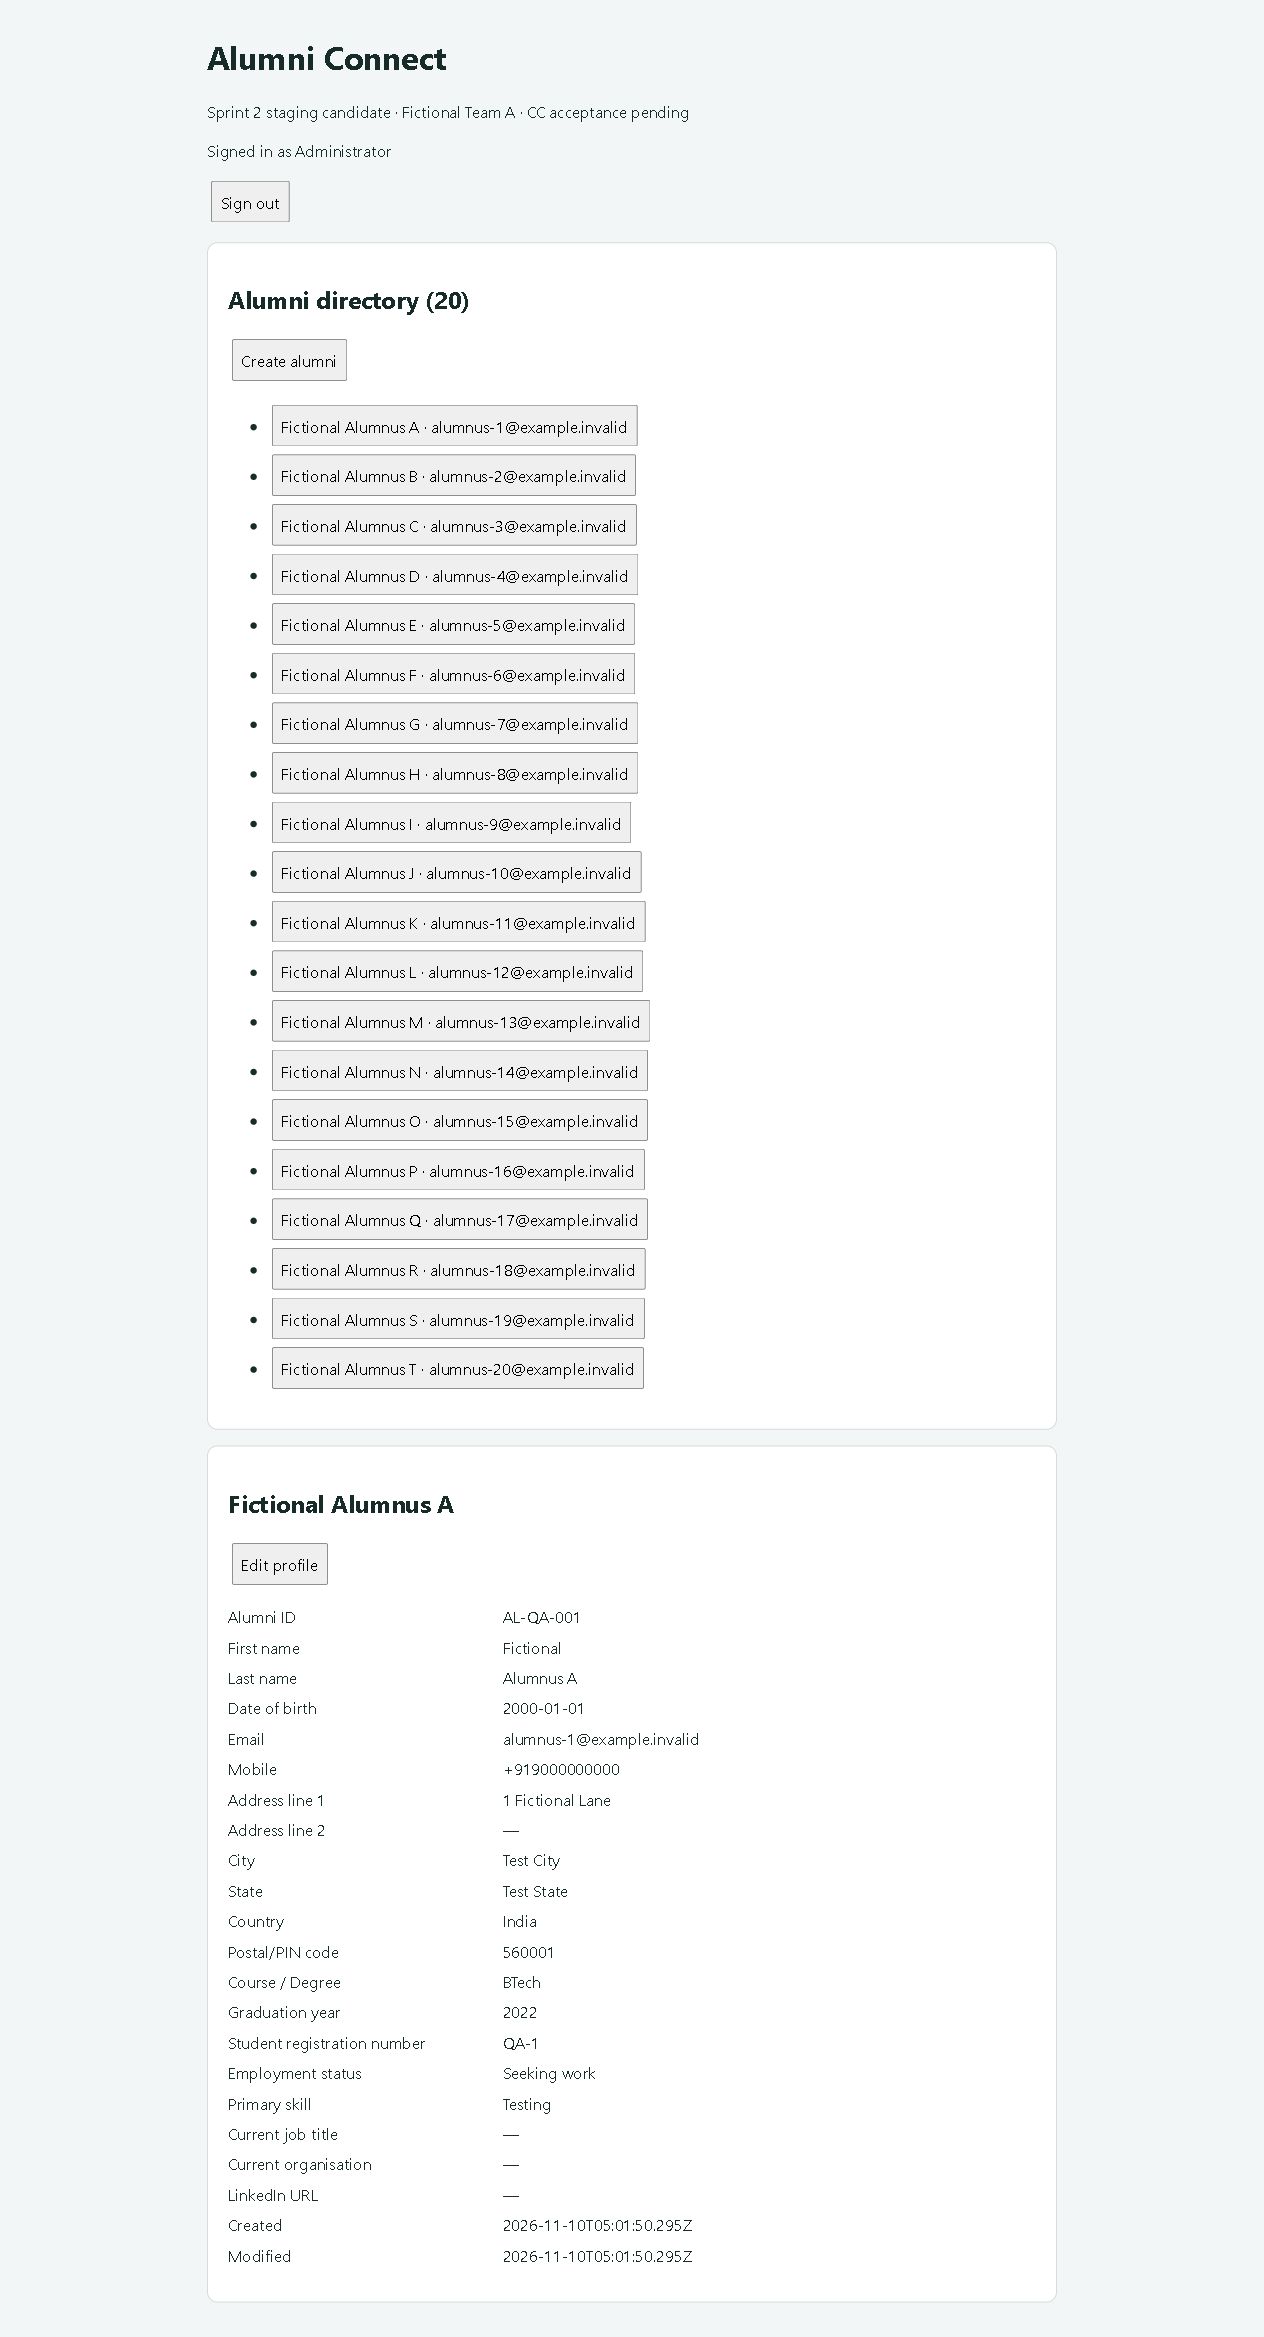 Alumni Connect
Sprint 2 staging candidate · Fictional Team A · CC acceptance pending
Signed in as Administrator
Sign out
Alumni directory (20)
Create alumni
Fictional Alumnus A · alumnus-1@example.invalid
Fictional Alumnus B · alumnus-2@example.invalid
Fictional Alumnus C · alumnus-3@example.invalid
Fictional Alumnus D · alumnus-4@example.invalid
Fictional Alumnus E · alumnus-5@example.invalid
Fictional Alumnus F · alumnus-6@example.invalid
Fictional Alumnus G · alumnus-7@example.invalid
Fictional Alumnus H · alumnus-8@example.invalid
Fictional Alumnus I · alumnus-9@example.invalid
Fictional Alumnus J · alumnus-10@example.invalid
Fictional Alumnus K · alumnus-11@example.invalid
Fictional Alumnus L · alumnus-12@example.invalid
Fictional Alumnus M · alumnus-13@example.invalid
Fictional Alumnus N · alumnus-14@example.invalid
Fictional Alumnus O · alumnus-15@example.invalid
Fictional Alumnus P · alumnus-16@example.invalid
Fictional Alumnus Q · alumnus-17@example.invalid
Fictional Alumnus R · alumnus-18@example.invalid
Fictional Alumnus S · alumnus-19@example.invalid
Fictional Alumnus T · alumnus-20@example.invalid
Fictional Alumnus A
Edit profile
Alumni ID AL-QA-001
First name Fictional
Last name Alumnus A
Date of birth 2000-01-01
Email alumnus-1@example.invalid
Mobile +919000000000
Address line 1 1 Fictional Lane
Address line 2 —
City Test City
State Test State
Country India
Postal/PIN code 560001
Course / Degree BTech
Graduation year 2022
Student registration number QA-1
Employment status Seeking work
Primary skill Testing
Current job title —
Current organisation —
LinkedIn URL —
Created 2026-11-10T05:01:50.295Z
Modified 2026-11-10T05:01:50.295Z